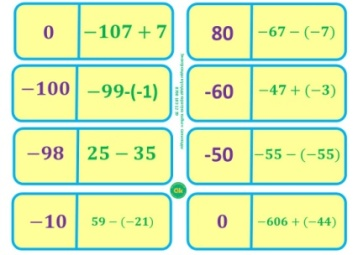 0 −107 + 7
−100 −99-(-1)
−98 25 − 35
−10 59 − (−21)
80 −67 − (−7)
-60 −47 + (−3)
-50 −55 − (−55)
0 −606 + (−44)